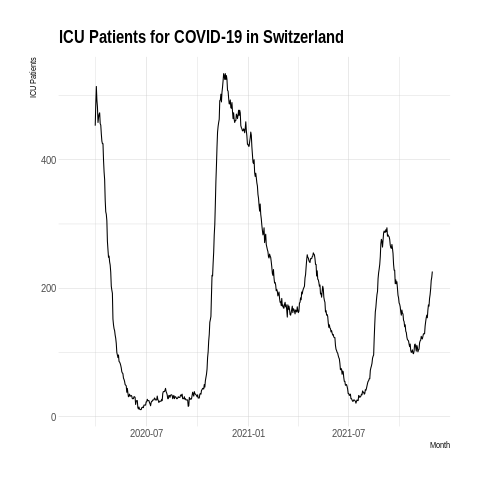 ICU Patients for COVID-19 in Switzerland
ICU Patients
400
200
0
2020-07
2021-01
2021-07
Month